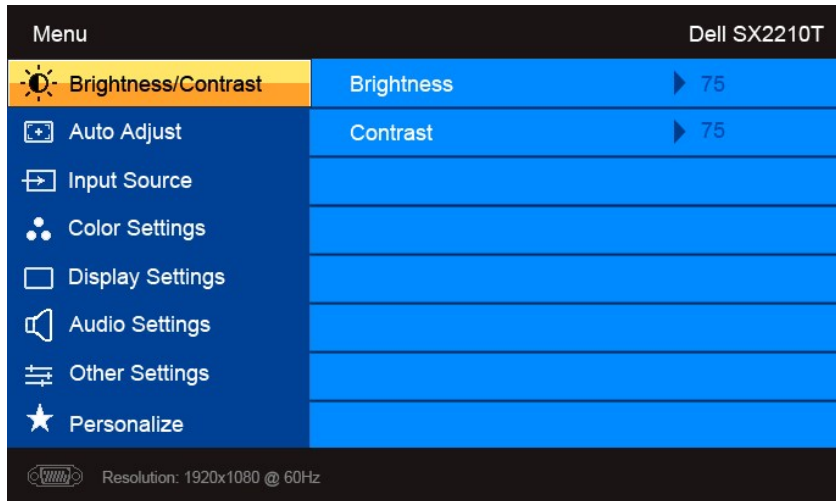 Menu Dell SX2210T
Brightness/Contrast Brightness 75
Auto Adjust Contrast 75
Input Source
Color Settings
Display Settings
Audio Settings
Other Settings
Personalize
Resolution: 1920x1080 @ 60Hz